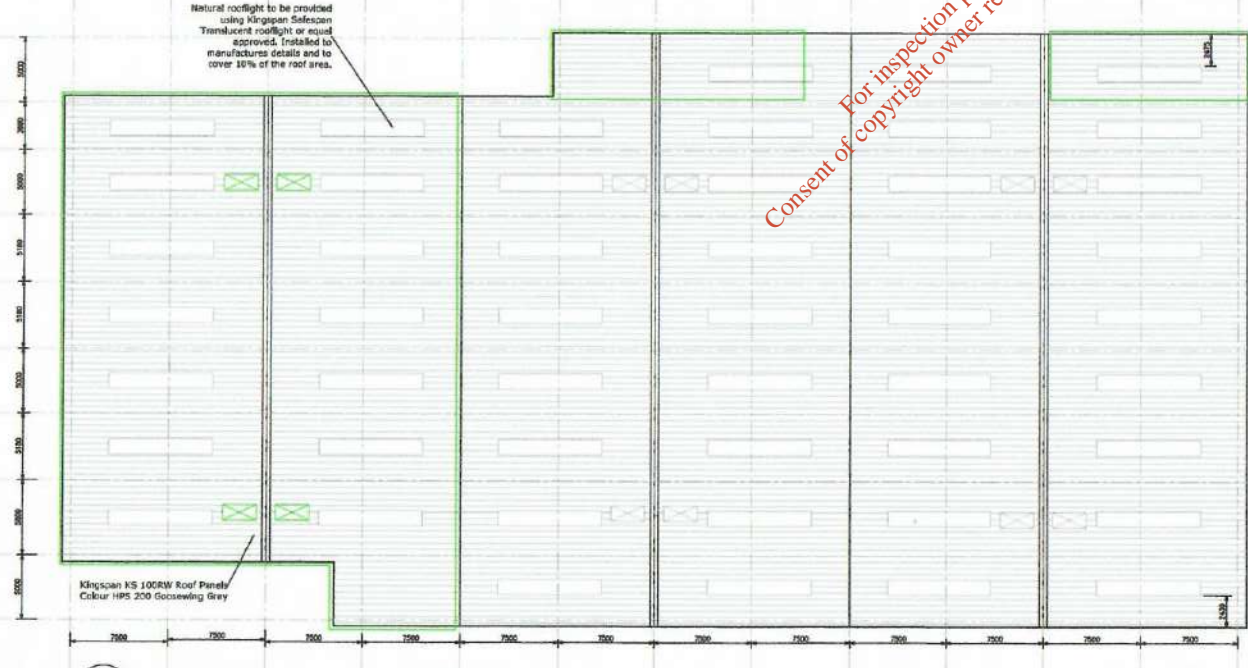 Natural rooflight to be provided
using Kingspan Safespan
Translucent rooflight or equal
approved. Installed to
manufactures details and to
cover 10% of the roof area.
For inspection
Consent of copyright owner
5000
5000
5180
5180
5000
5000
2475
Kingspan KS 100RW Roof Panels
Colour HPS 200 Goosewing Grey
7500
7500
7500
7500
7500
7500
7500
7500
7500
7500
7500
7500